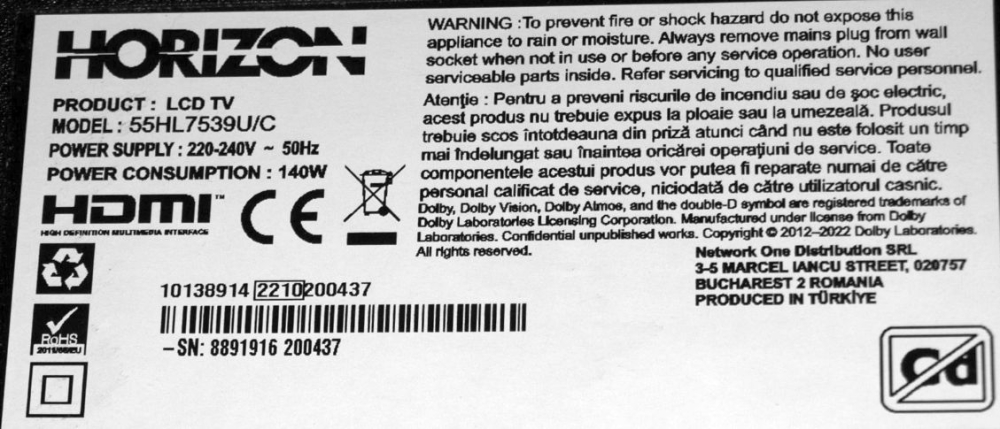 HORIZON
PRODUCT : LCD TV
MODEL : 55HL7539U/C
POWER SUPPLY : 220-240V ~ 50Hz
POWER CONSUMPTION : 140W
HDMI™
HIGH DEFINITION MULTIMEDIA INTERFACE
CE
RoHS
2011/65/EU
10138914 2210200437
-SN: 8891916 200437
WARNING :To prevent fire or shock hazard do not expose this
appliance to rain or moisture. Always remove mains plug from wall
socket when not in use or before any service operation. No user
serviceable parts inside. Refer servicing to qualified service personnel.
Atenţie : Pentru a preveni riscurile de incendiu sau de şoc electric,
acest produs nu trebuie expus la ploaie sau la umezeală. Produsul
trebuie scos întotdeauna din priză atunci când nu este folosit un timp
mai îndelungat sau înaintea oricărei operaţiuni de service. Toate
componentele acestui produs vor putea fi reparate numai de către
personal calificat de service, niciodată de către utilizatorul casnic.
Dolby, Dolby Vision, Dolby Atmos, and the double-D symbol are registered trademarks of
Dolby Laboratories Licensing Corporation. Manufactured under license from Dolby
Laboratories. Confidential unpublished works. Copyright © 2012-2022 Dolby Laboratories.
All rights reserved.
Network One Distribution SRL
3-5 MARCEL IANCU STREET, 020757
BUCHAREST 2 ROMANIA
PRODUCED IN TÜRKİYE
Cd